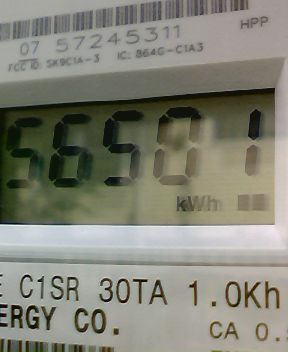 HPP
07 57245311
FCC ID: SK9C1A-3 IC: 864G-C1A3
56501
kWh
E C1SR 30TA 1.0Kh
ERGY CO.
CA 0.